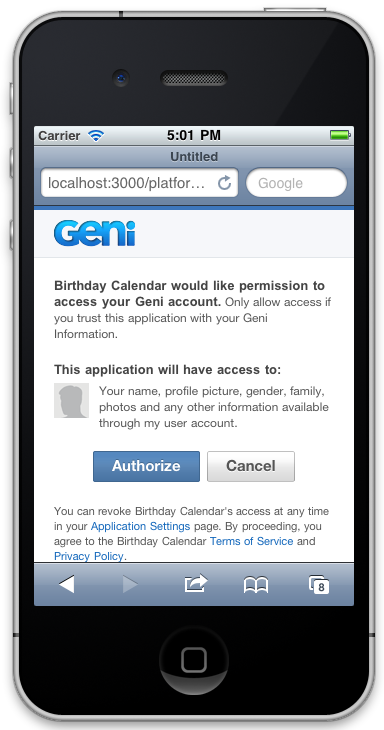 Carrier 5:01 PM
Untitled
localhost:3000/platfor... Google
Geni
Birthday Calendar would like permission to
access your Geni account. Only allow access if
you trust this application with your Geni
Information.
This application will have access to:
Your name, profile picture, gender, family,
photos and any other information available
through my user account.
Authorize Cancel
You can revoke Birthday Calendar's access at any time
in your Application Settings page. By proceeding, you
agree to the Birthday Calendar Terms of Service and
Privacy Policy.
8